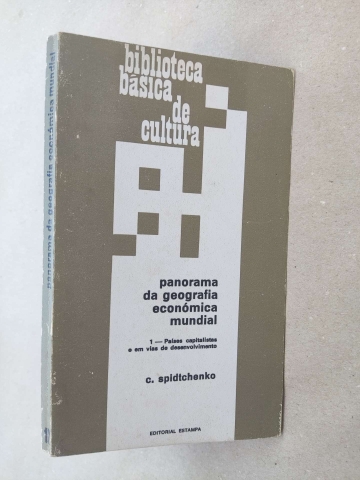 biblioteca
básica
de
cultura
panorama
da geografia
económica
mundial
1 — Países capitalistas
e em vias de desenvolvimento
c. spidtchenko
EDITORIAL ESTAMPA
panorama da geografia económica mundial
1